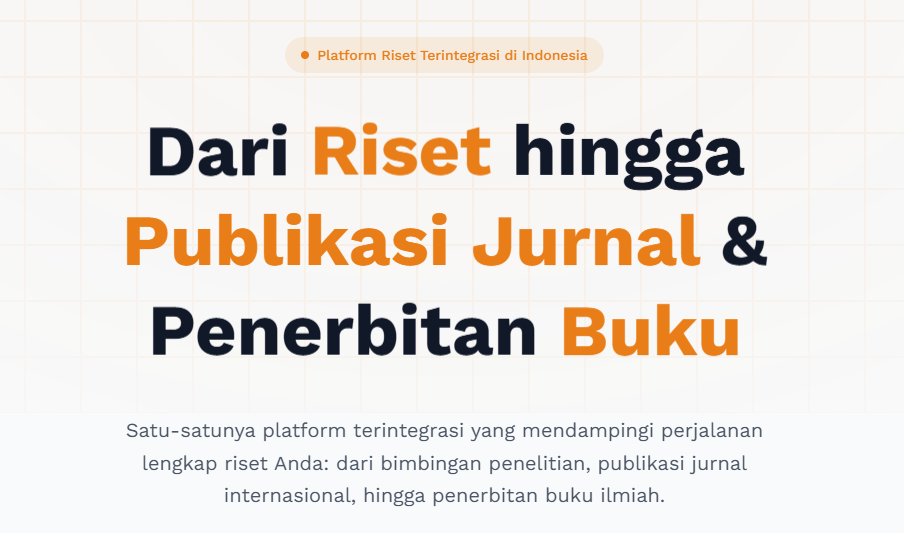 Platform Riset Terintegrasi di Indonesia
Dari Riset hingga
Publikasi Jurnal &
Penerbitan Buku
Satu-satunya platform terintegrasi yang mendampingi perjalanan
lengkap riset Anda: dari bimbingan penelitian, publikasi jurnal
internasional, hingga penerbitan buku ilmiah.